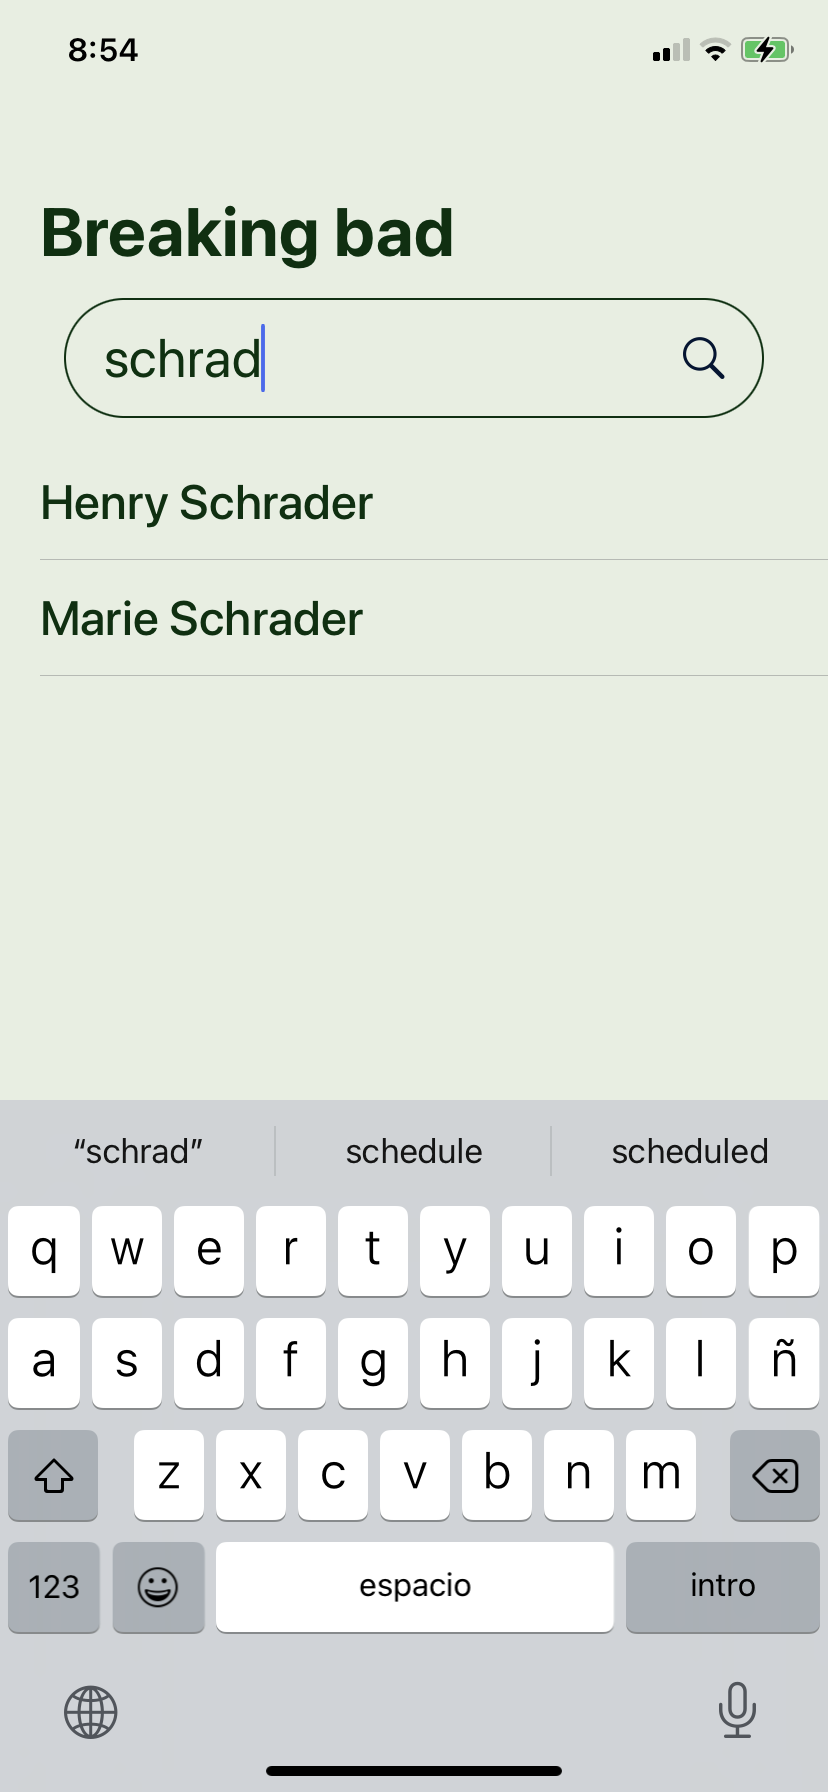 8:54
Breaking bad
schrad
Henry Schrader
Marie Schrader
“schrad” schedule scheduled
q w e r t y u i o p
a s d f g h j k l ñ
z x c v b n m
123 espacio intro